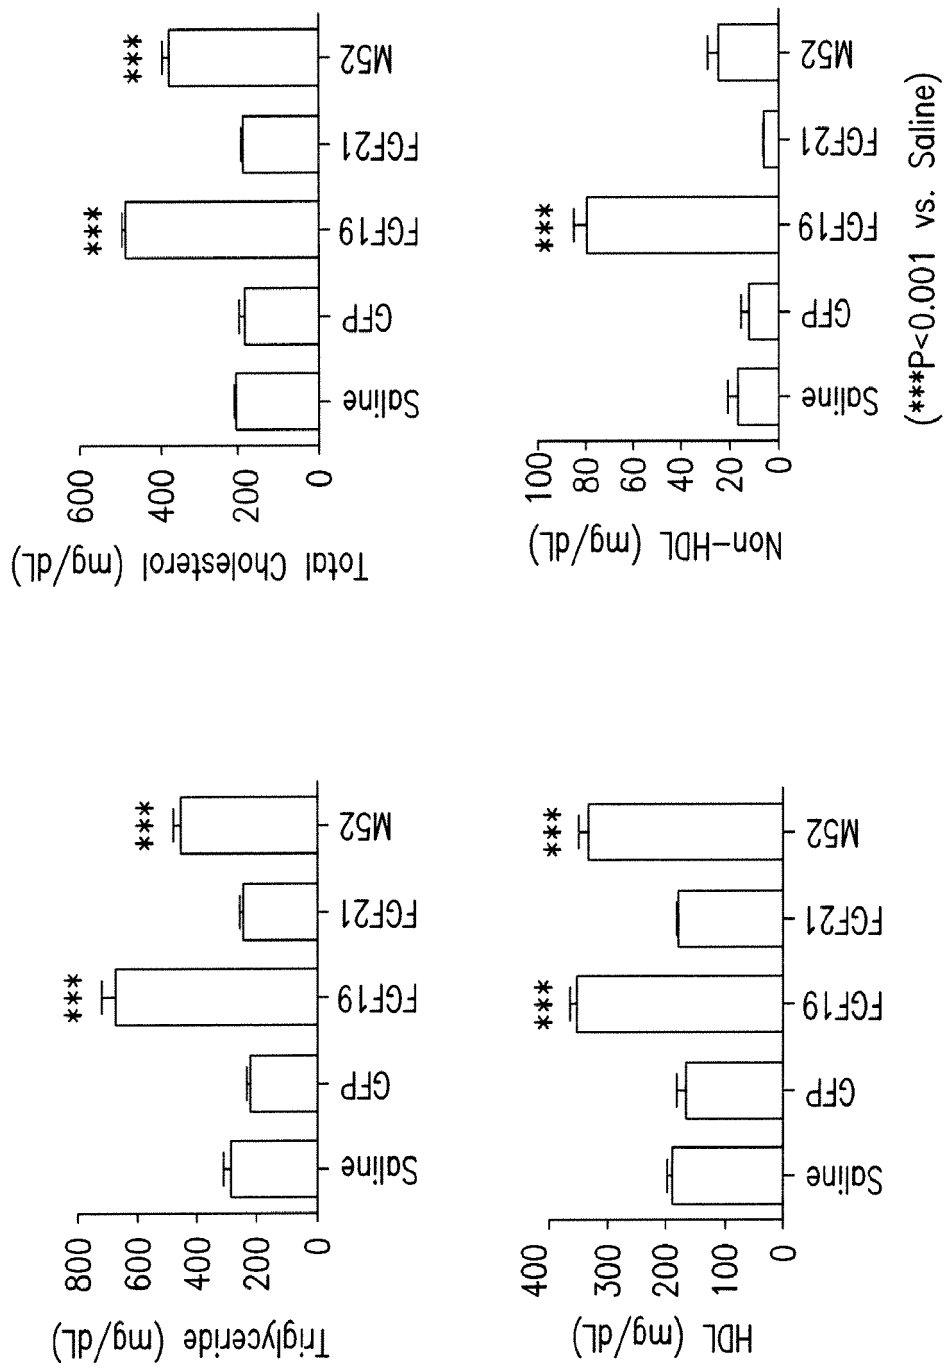 Triglyceride (mg/dL)
800
600
400
200
0
***
***
Saline
GFP
FGF19
FGF21
M52
Total Cholesterol (mg/dL)
600
400
200
0
***
***
Saline
GFP
FGF19
FGF21
M52
HDL (mg/dL)
400
300
200
100
0
***
***
Saline
GFP
FGF19
FGF21
M52
Non-HDL (mg/dL)
100
80
60
40
20
0
***
Saline
GFP
FGF19
FGF21
M52
(***P<0.001 vs. Saline)